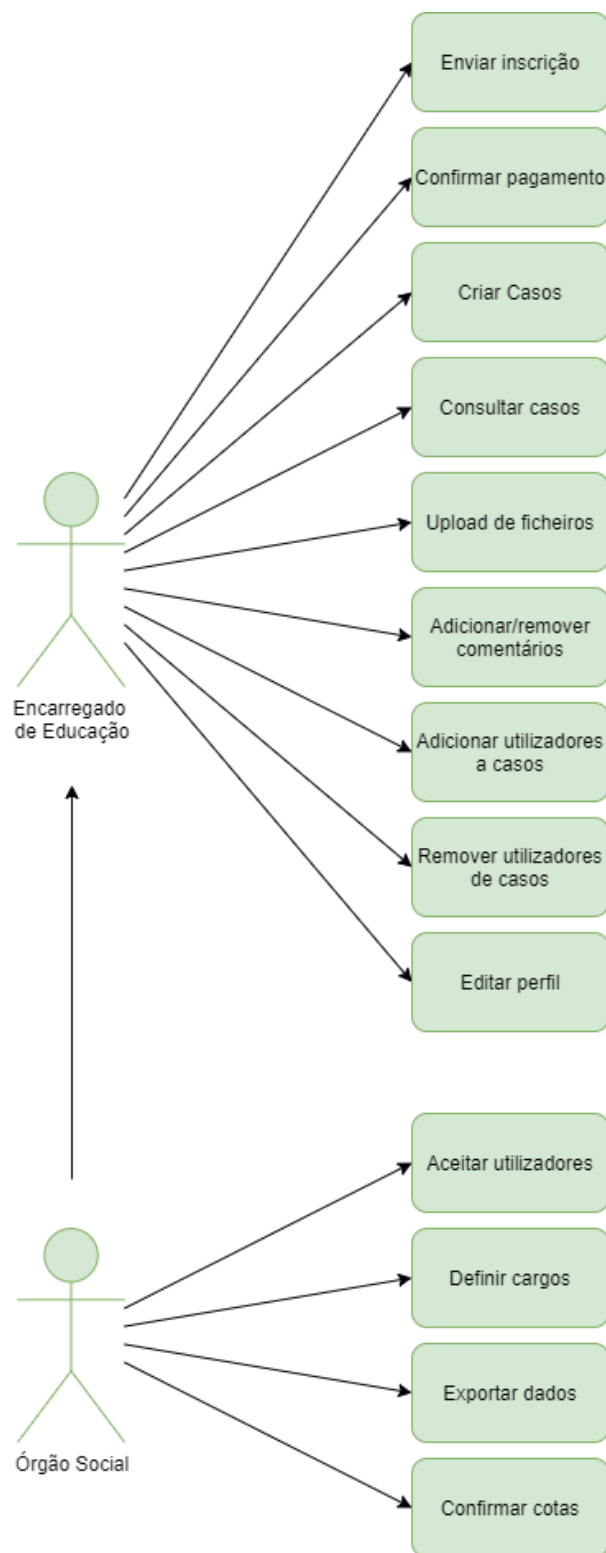 Enviar inscrição
Confirmar pagamento
Criar Casos
Consultar casos
Upload de ficheiros
Adicionar/remover
comentários
Adicionar utilizadores
a casos
Remover utilizadores
de casos
Editar perfil
Encarregado
de Educação
Aceitar utilizadores
Definir cargos
Exportar dados
Confirmar cotas
Órgão Social